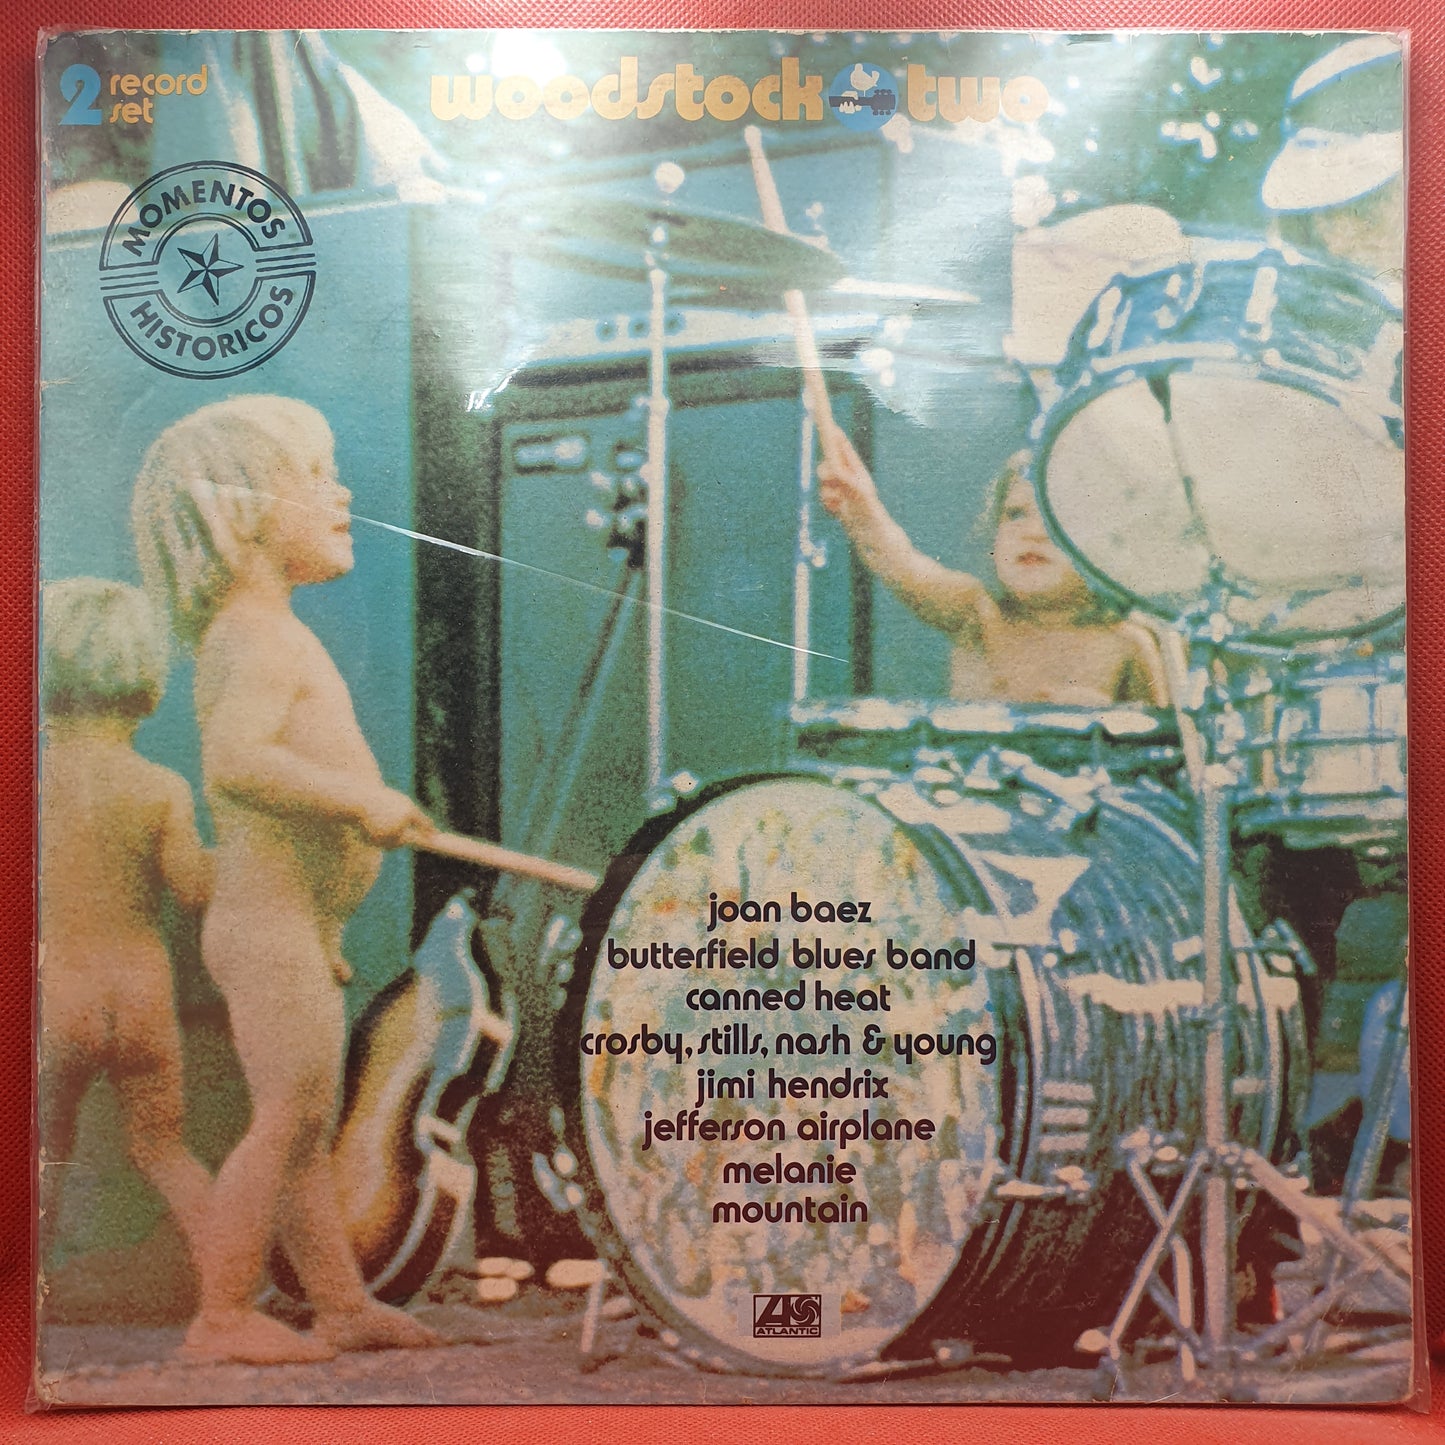 2 record
set
woodstock two
MOMENTOS
HISTORICOS
joan baez
butterfield blues band
canned heat
crosby, stills, nash & young
jimi hendrix
jefferson airplane
melanie
mountain
ATLANTIC